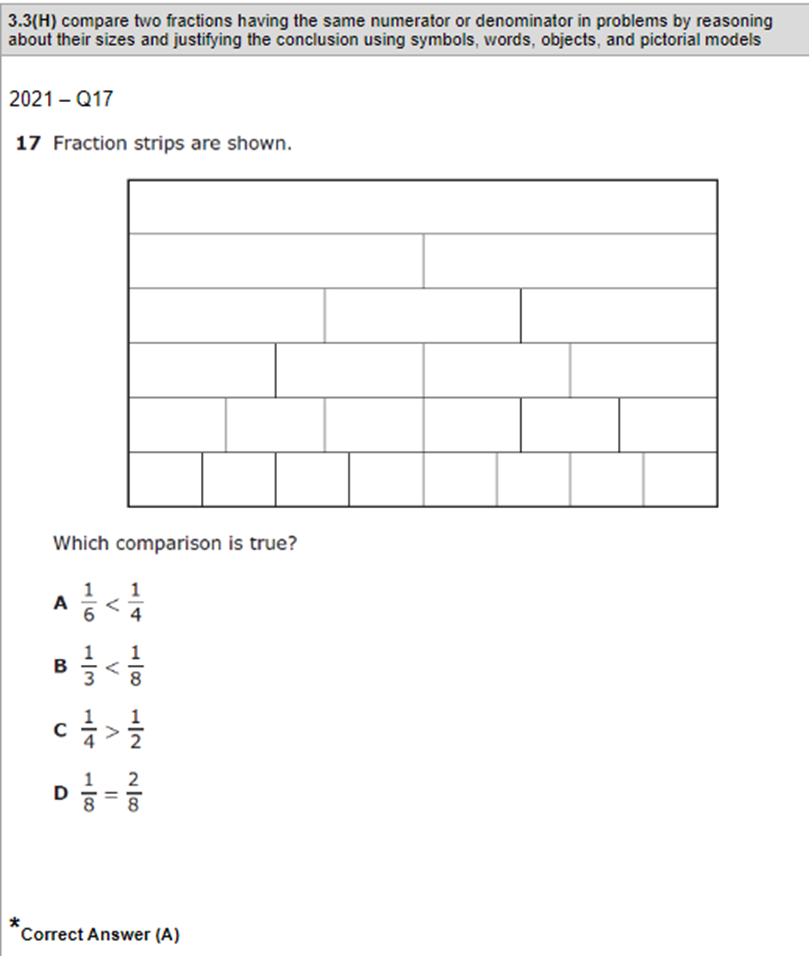 3.3(H) compare two fractions having the same numerator or denominator in problems by reasoning
about their sizes and justifying the conclusion using symbols, words, objects, and pictorial models
2021 – Q17
17 Fraction strips are shown.
Which comparison is true?
A 1/6 < 1/4
B 1/3 < 1/8
C 1/4 > 1/2
D 1/8 = 2/8
*Correct Answer (A)